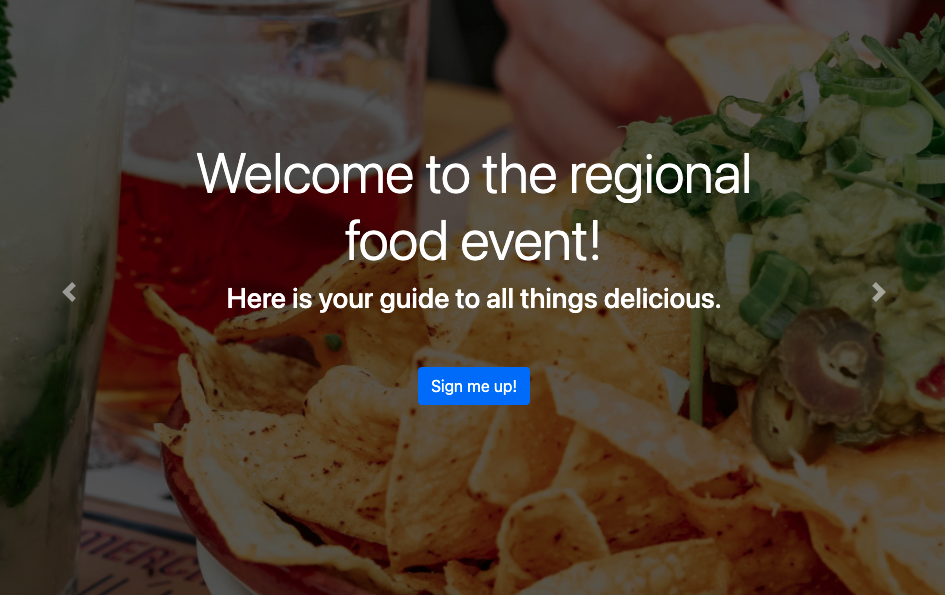 Welcome to the regional
food event!
Here is your guide to all things delicious.
Sign me up!